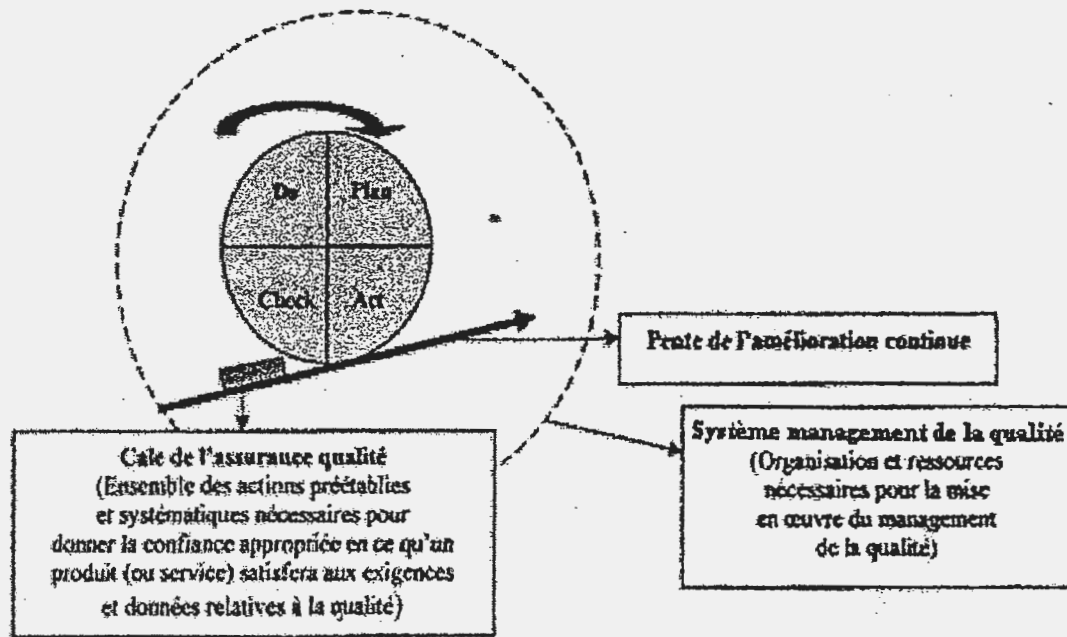 Do Plan
Check Act
Pente de l'amélioration continue
Système management de la qualité
(Organisation et ressources
nécessaires pour la mise
en œuvre du management
de la qualité)
Cale de l'assurance qualité
(Ensemble des actions préétablies
et systématiques nécessaires pour
donner la confiance appropriée en ce qu'un
produit (ou service) satisfera aux exigences
et données relatives à la qualité)